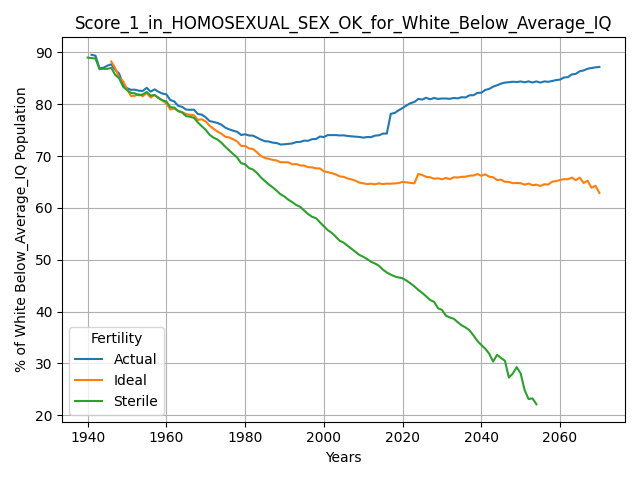 Score_1_in_HOMOSEXUAL_SEX_OK_for_White_Below_Average_IQ
% of White Below_Average_IQ Population
90
80
70
60
50
40
30
20
Fertility
Actual
Ideal
Sterile
1940 1960 1980 2000 2020 2040 2060
Years